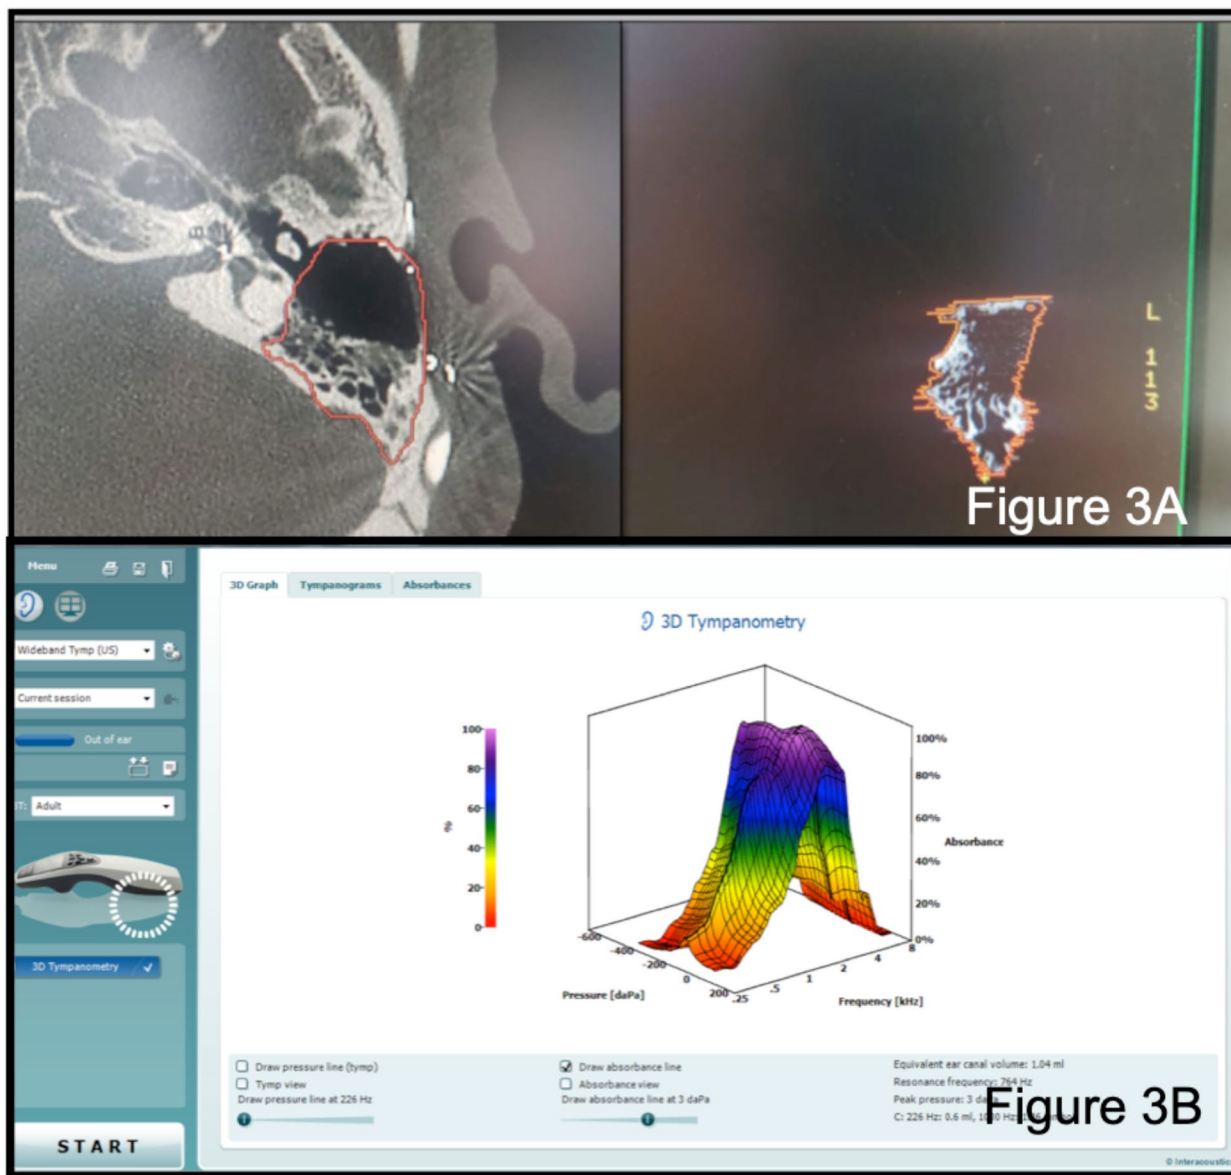 L
1
1
3
Figure 3A
Menu
Wideband Tymp (US)
Current session
Out of ear
Adult
3D Tympanometry
START
3D Graph Tympanograms Absorbances
3D Tympanometry
100
80
60
40
20
0
%
100%
80%
60%
40%
20%
0%
Absorbance
-600
-400
-200
0
200
Pressure [daPa]
.25
.5
1
2
4
8
Frequency [kHz]
Draw pressure line (tymp)
Tymp view
Draw pressure line at 226 Hz
Draw absorbance line
Absorbance view
Draw absorbance line at 3 daPa
Equivalent ear canal volume: 1.04 ml
Resonance frequency: 764 Hz
Peak pressure: 3
C: 226 Hz: 0.6 ml,
Figure 3B
© Interacoustics